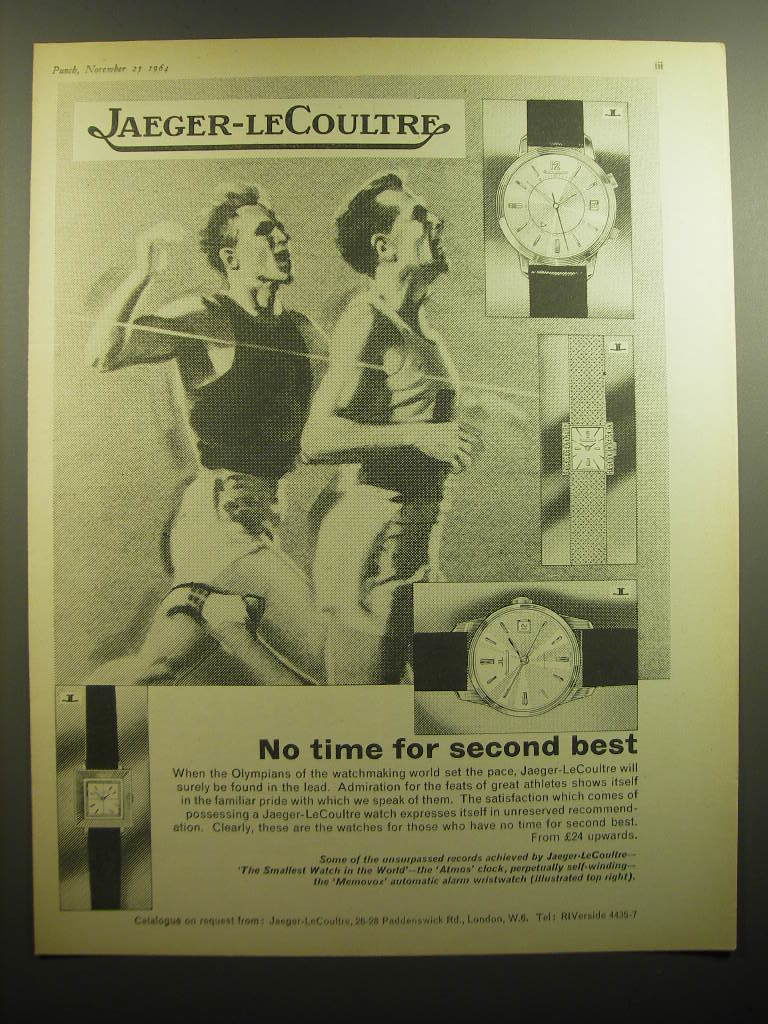 Punch, November 25 1964
iii
JAEGER-LECOULTRE
No time for second best
When the Olympians of the watchmaking world set the pace, Jaeger-LeCoultre will
surely be found in the lead. Admiration for the feats of great athletes shows itself
in the familiar pride with which we speak of them. The satisfaction which comes of
possessing a Jaeger-LeCoultre watch expresses itself in unreserved recommend-
ation. Clearly, these are the watches for those who have no time for second best.
From £24 upwards.
Some of the unsurpassed records achieved by Jaeger-LeCoultre—
'The Smallest Watch in the World'—the 'Atmos' clock, perpetually self-winding—
the 'Memovox' automatic alarm wristwatch (illustrated top right).
Catalogue on request from: Jaeger-LeCoultre, 26-28 Paddenswick Rd., London, W.6. Tel: RIVerside 4435-7